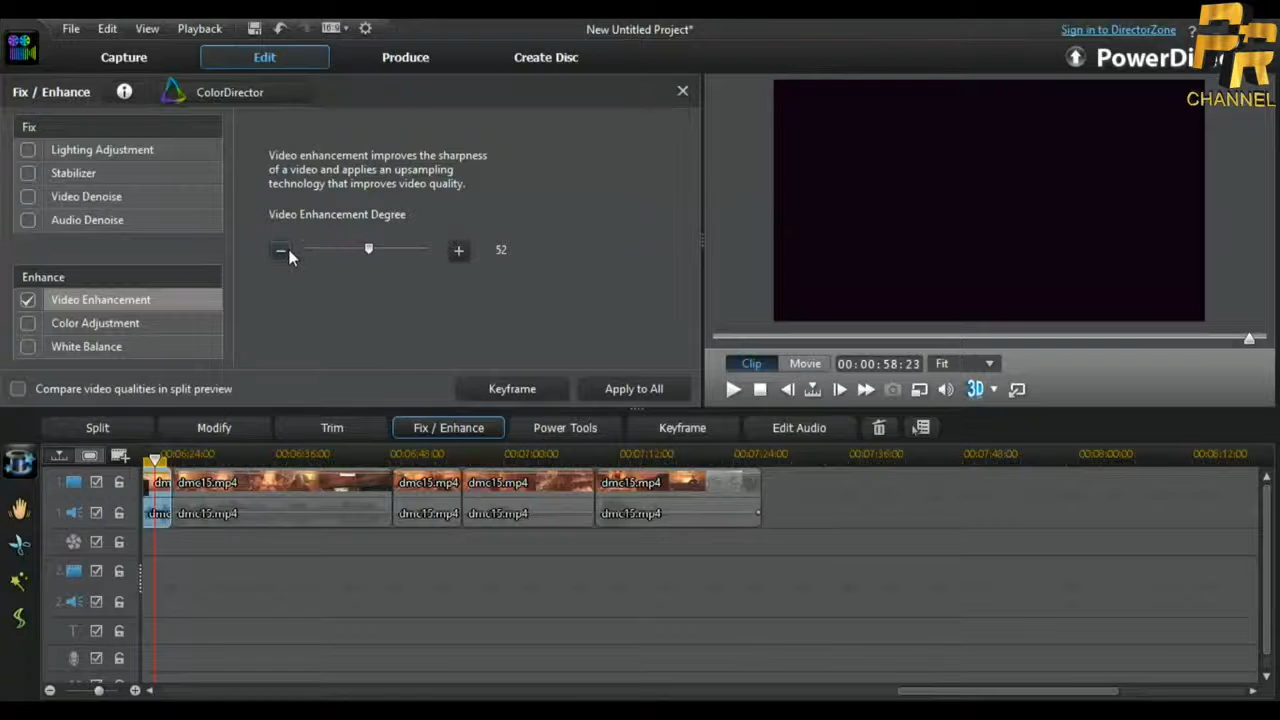 File Edit View Playback
New Untitled Project*
Sign in to DirectorZone
?
Capture Edit Produce Create Disc
PR
CHANNEL
Fix / Enhance
ColorDirector
Fix
Lighting Adjustment
Stabilizer
Video Denoise
Audio Denoise
Enhance
Video Enhancement
Color Adjustment
White Balance
Compare video qualities in split preview
Video enhancement improves the sharpness
of a video and applies an upsampling
technology that improves video quality.
Video Enhancement Degree
52
Keyframe Apply to All
Clip Movie 00:00:58:23 Fit
3D
Split Modify Trim Fix / Enhance Power Tools Keyframe Edit Audio
00:06:24:00 00:06:36:00 00:06:48:00 00:07:00:00 00:07:12:00 00:07:24:00 00:07:36:00 00:07:48:00 00:08:00:00 00:08:12:00
1. dmc15.mp4 dmc15.mp4 dmc15.mp4 dmc15.mp4
1. dmc dmc15.mp4 dmc15.mp4 dmc15.mp4 dmc15.mp4
2.
2.
T